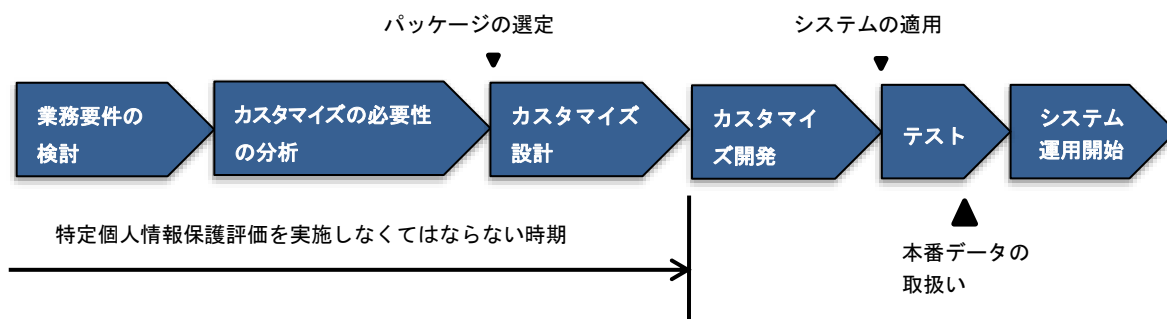 パッケージの選定
システムの適用
業務要件の
検討
カスタマイズの必要性
の分析
カスタマイズ
設計
カスタマイ
ズ開発
テスト
システム
運用開始
特定個人情報保護評価を実施しなくてはならない時期
本番データの
取扱い